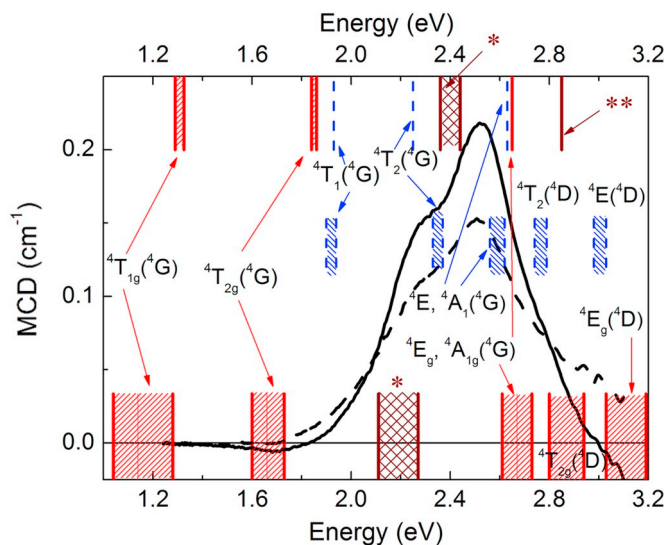 Energy (eV)
1.2 1.6 2.0 2.4 2.8 3.2
*
**
0.2
⁴T₁(⁴G) ⁴T₂(⁴G) ⁴T₂(⁴D) ⁴E(⁴D)
⁴T₁g(⁴G) ⁴T₂g(⁴G)
MCD (cm⁻¹)
0.1
⁴E, ⁴A₁(⁴G)
⁴Eg, ⁴A₁g(⁴G) ⁴Eg(⁴D)
*
0.0
⁴T₂g(⁴D)
1.2 1.6 2.0 2.4 2.8 3.2
Energy (eV)